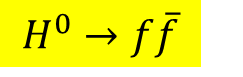 𝐻⁰ → 𝑓𝑓̄